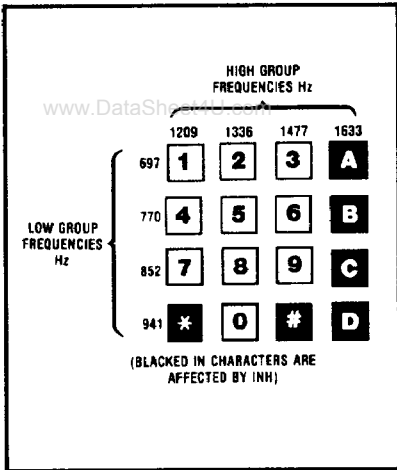 HIGH GROUP
FREQUENCIES Hz
www.DataSheet4U.com
1209 1336 1477 1633
697 1 2 3 A
770 4 5 6 B
LOW GROUP
FREQUENCIES
Hz
852 7 8 9 C
941 * 0 # D
(BLACKED IN CHARACTERS ARE
AFFECTED BY INH)